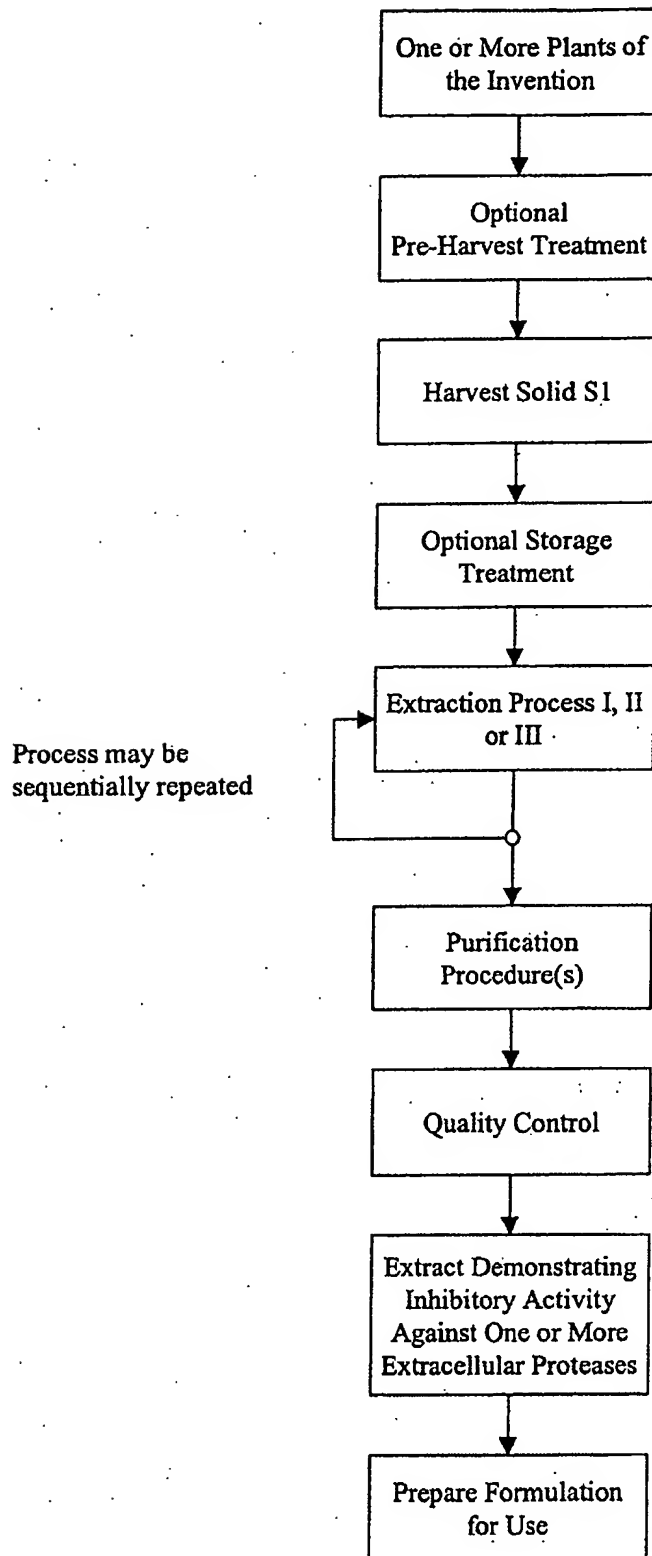 One or More Plants of
the Invention
Optional
Pre-Harvest Treatment
Harvest Solid S1
Optional Storage
Treatment
Extraction Process I, II
or III
Process may be
sequentially repeated
Purification
Procedure(s)
Quality Control
Extract Demonstrating
Inhibitory Activity
Against One or More
Extracellular Proteases
Prepare Formulation
for Use